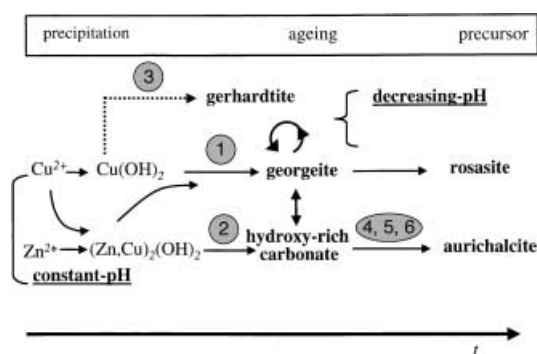 precipitation ageing precursor
3
gerhardtite decreasing-pH
1
Cu²⁺ Cu(OH)₂ georgeite rosasite
2 hydroxy-rich 4, 5, 6
Zn²⁺ (Zn,Cu)₂(OH)₂ carbonate aurichalcite
constant-pH
t